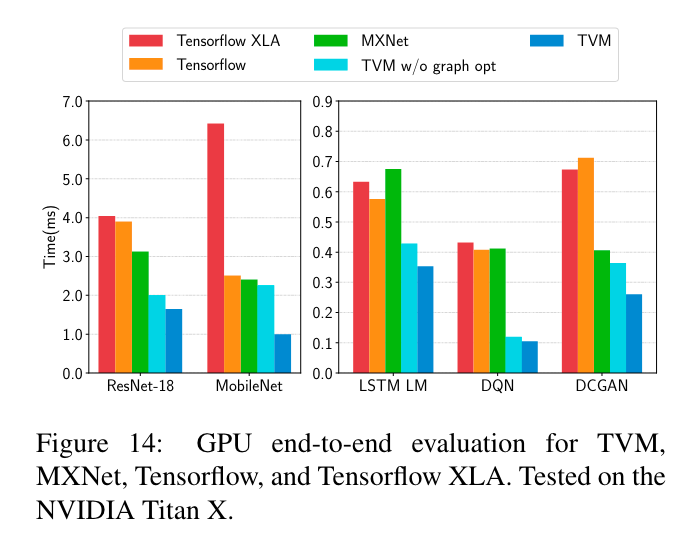 Tensorflow XLA
Tensorflow
MXNet
TVM w/o graph opt
TVM
Time(ms)
7.0
6.0
5.0
4.0
3.0
2.0
1.0
0.0
ResNet-18 MobileNet
0.9
0.8
0.7
0.6
0.5
0.4
0.3
0.2
0.1
0.0
LSTM LM DQN DCGAN
Figure 14: GPU end-to-end evaluation for TVM,
MXNet, Tensorflow, and Tensorflow XLA. Tested on the
NVIDIA Titan X.